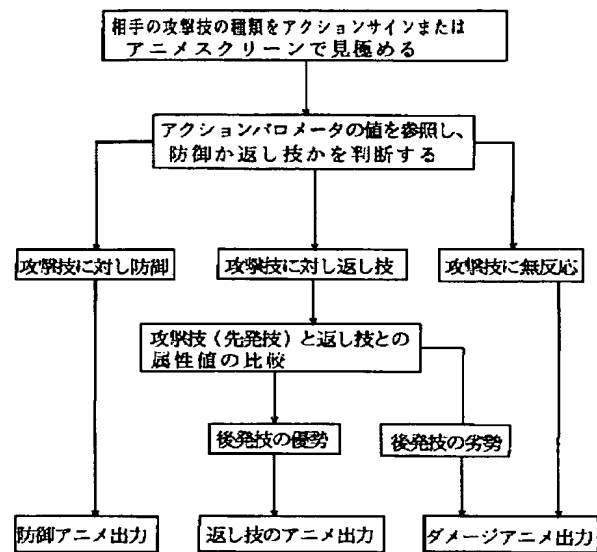 相手の攻撃技の種類をアクションサインまたは
アニメスクリーンで見極める
アクションバロメータの値を参照し、
防御か返し技かを判断する
攻撃技に対し防御
攻撃技に対し返し技
攻撃技に無反応
攻撃技(先発技)と返し技との
属性値の比較
後発技の優勢
後発技の劣勢
防御アニメ出力
返し技のアニメ出力
ダメージアニメ出力